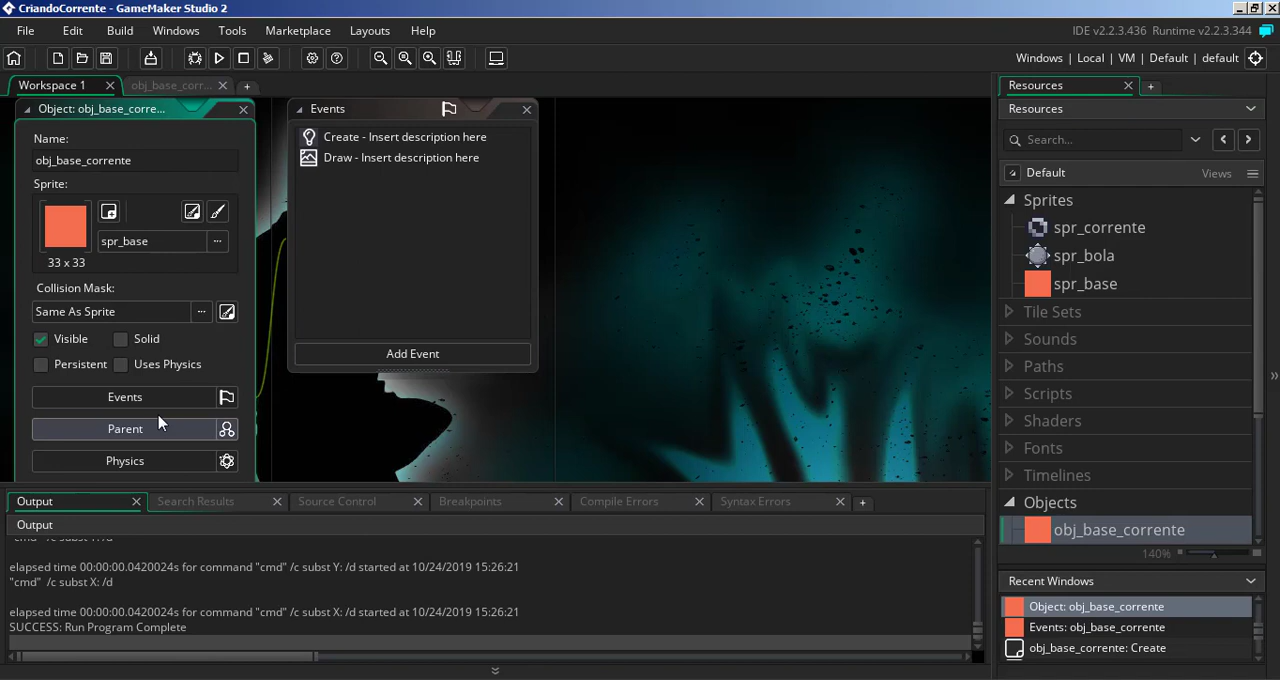 CriandoCorrente - GameMaker Studio 2
File Edit Build Windows Tools Marketplace Layouts Help
IDE v2.2.3.436 Runtime v2.2.3.344
Windows | Local | VM | Default | default
Workspace 1
obj_base_corr...
Object: obj_base_corre...
Name:
obj_base_corrente
Sprite:
spr_base
33 x 33
Collision Mask:
Same As Sprite
Visible Solid
Persistent Uses Physics
Events
Parent
Physics
Events
Create - Insert description here
Draw - Insert description here
Add Event
Resources
Resources
Search...
Default Views
Sprites
spr_corrente
spr_bola
spr_base
Tile Sets
Sounds
Paths
Scripts
Shaders
Fonts
Timelines
Objects
obj_base_corrente
140%
Recent Windows
Object: obj_base_corrente
Events: obj_base_corrente
obj_base_corrente: Create
Output Search Results Source Control Breakpoints Compile Errors Syntax Errors
Output
"cmd" /c subst Y: /d
elapsed time 00:00:00.0420024s for command "cmd" /c subst Y: /d started at 10/24/2019 15:26:21
"cmd" /c subst X: /d
elapsed time 00:00:00.0420024s for command "cmd" /c subst X: /d started at 10/24/2019 15:26:21
SUCCESS: Run Program Complete